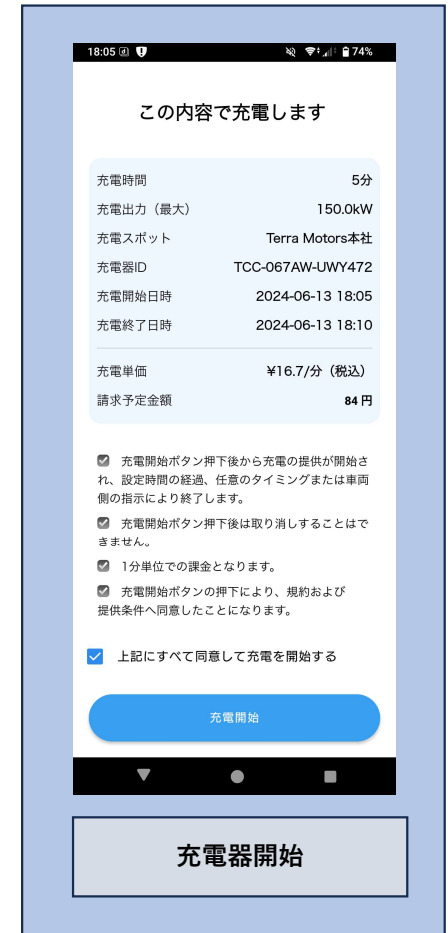 18:05 74%
この内容で充電します
充電時間 5分
充電出力（最大） 150.0kW
充電スポット Terra Motors本社
充電器ID TCC-067AW-UWY472
充電開始日時 2024-06-13 18:05
充電終了日時 2024-06-13 18:10
充電単価 ¥16.7/分（税込）
請求予定金額 84 円
充電開始ボタン押下後から充電の提供が開始さ
れ、設定時間の経過、任意のタイミングまたは車両
側の指示により終了します。
充電開始ボタン押下後は取り消しすることはで
きません。
1分単位での課金となります。
充電開始ボタンの押下により、規約および
提供条件へ同意したことになります。
上記にすべて同意して充電を開始する
充電開始
充電器開始